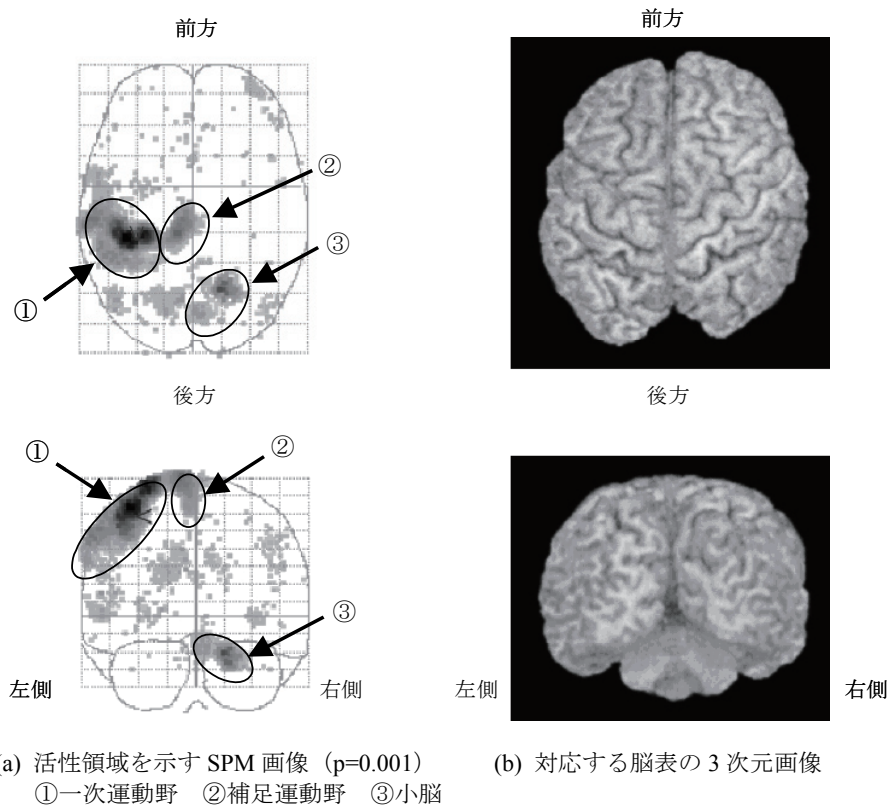 前方
前方
②
③
①
後方
後方
①
②
③
左側
右側
左側
右側
(a) 活性領域を示す SPM 画像（p=0.001）
(b) 対応する脳表の 3 次元画像
①一次運動野 ②補足運動野 ③小脳